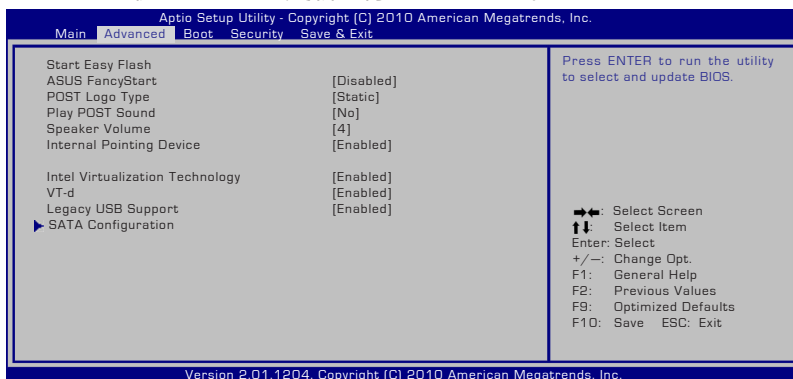 Aptio Setup Utility - Copyright (C) 2010 American Megatrends, Inc.
Main Advanced Boot Security Save & Exit
Start Easy Flash
ASUS FancyStart [Disabled]
POST Logo Type [Static]
Play POST Sound [No]
Speaker Volume [4]
Internal Pointing Device [Enabled]
Intel Virtualization Technology [Enabled]
VT-d [Enabled]
Legacy USB Support [Enabled]
SATA Configuration
Press ENTER to run the utility
to select and update BIOS.
→←: Select Screen
↑↓: Select Item
Enter: Select
+/—: Change Opt.
F1: General Help
F2: Previous Values
F9: Optimized Defaults
F10: Save ESC: Exit
Version 2.01.1204. Copyright (C) 2010 American Megatrends, Inc.